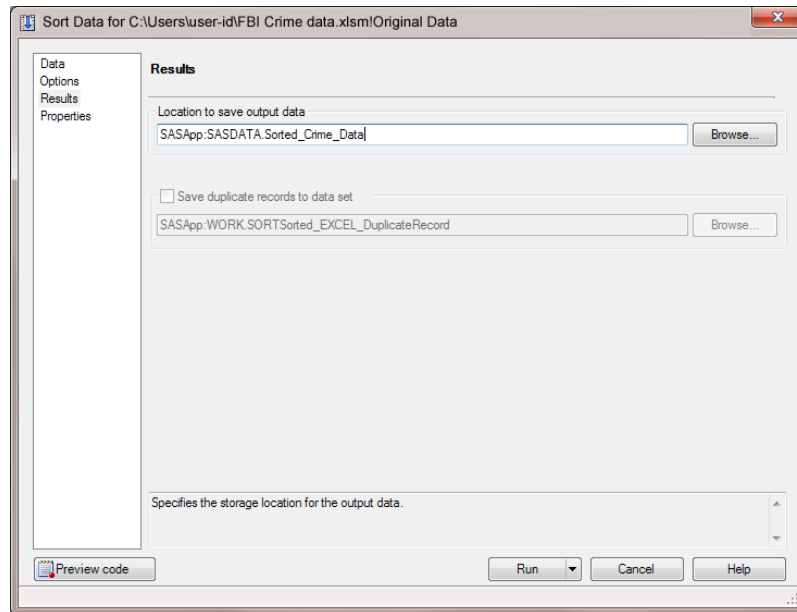 Sort Data for C:\Users\user-id\FBI Crime data.xlsm!Original Data
Data
Options
Results
Properties
Results
Location to save output data
SASApp:SASDATA.Sorted_Crime_Data
Browse...
Save duplicate records to data set
SASApp:WORK.SORTSorted_EXCEL_DuplicateRecord
Browse...
Specifies the storage location for the output data.
Preview code
Run
Cancel
Help